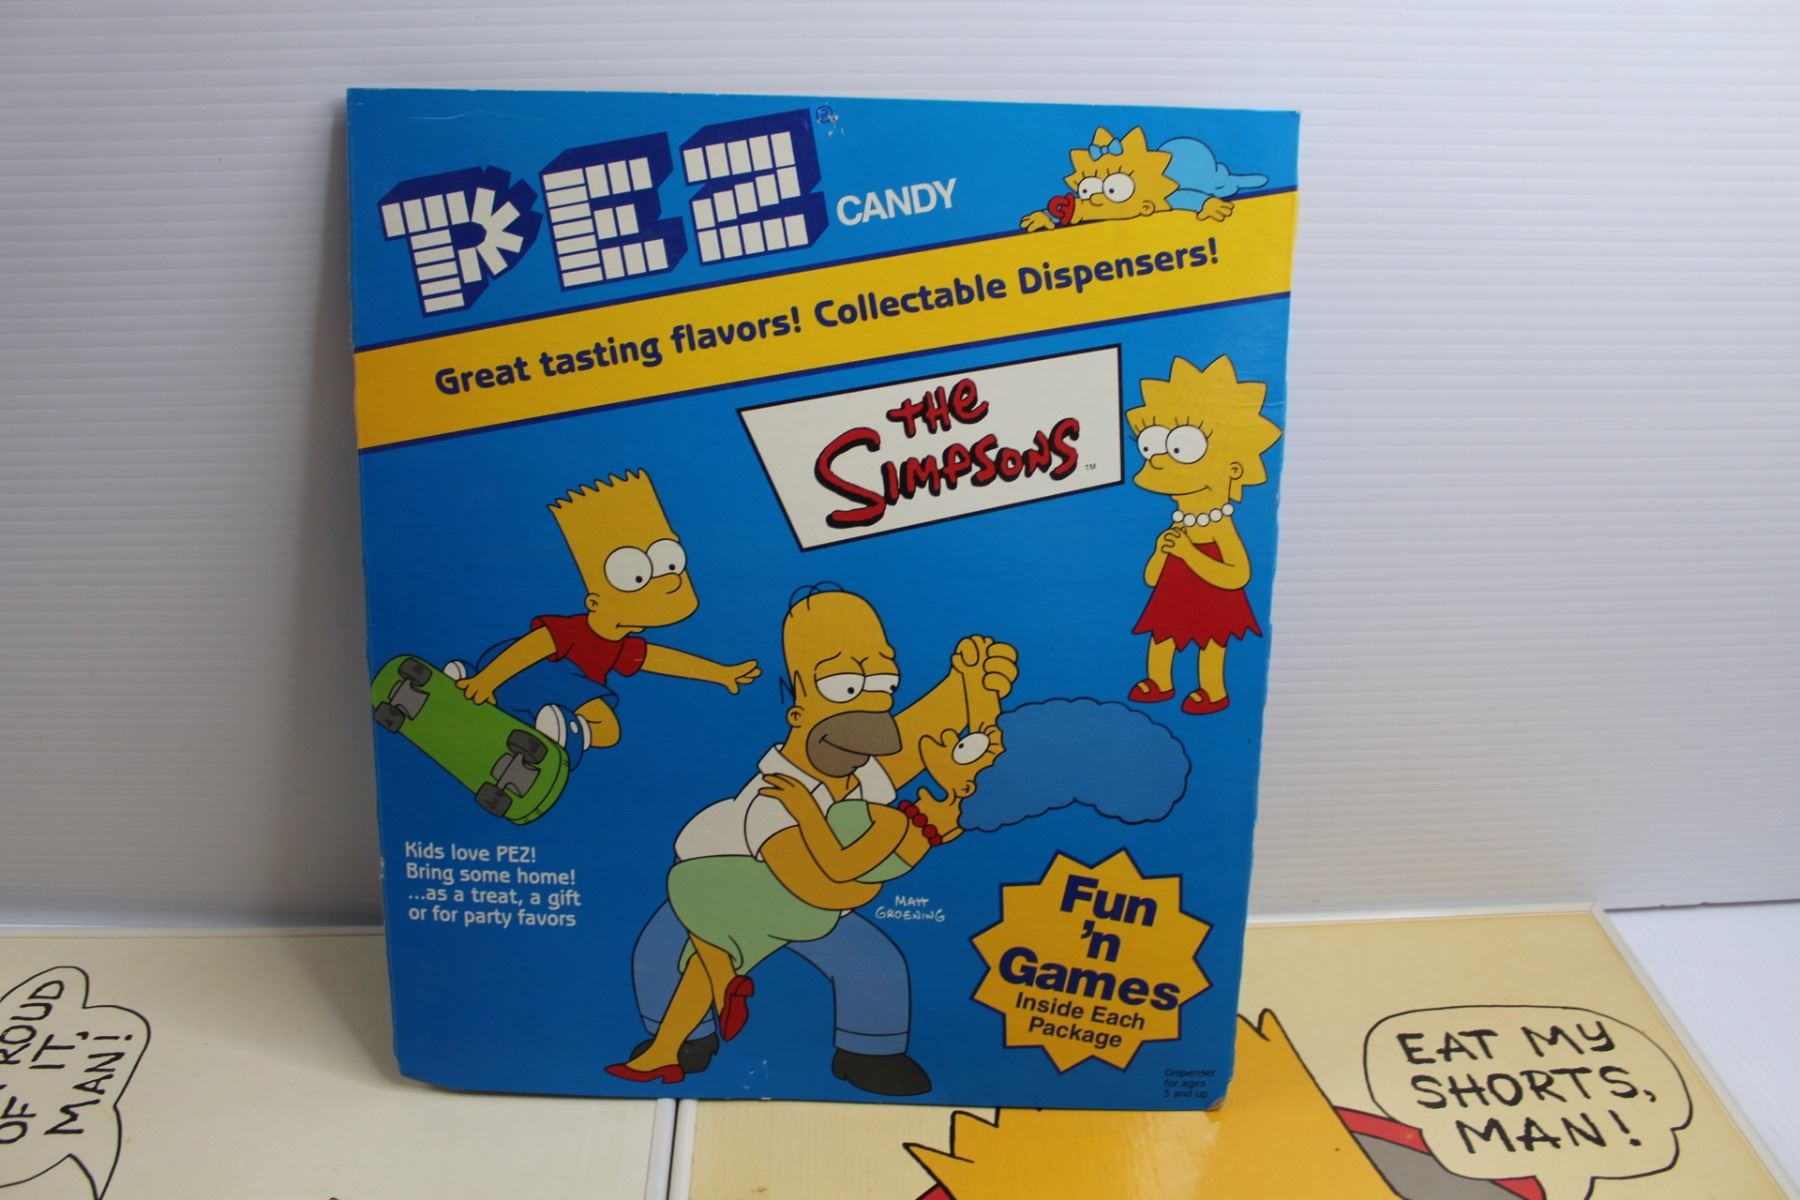 PEZ CANDY
Great tasting flavors! Collectable Dispensers!
THE
SIMPSONS TM
Kids love PEZ!
Bring some home!
...as a treat, a gift
or for party favors
MATT
GROENING
Fun
'n
Games
Inside Each
Package
Dispenser
for ages
3 and up
OF IT,
MAN!
EAT MY
SHORTS,
MAN!